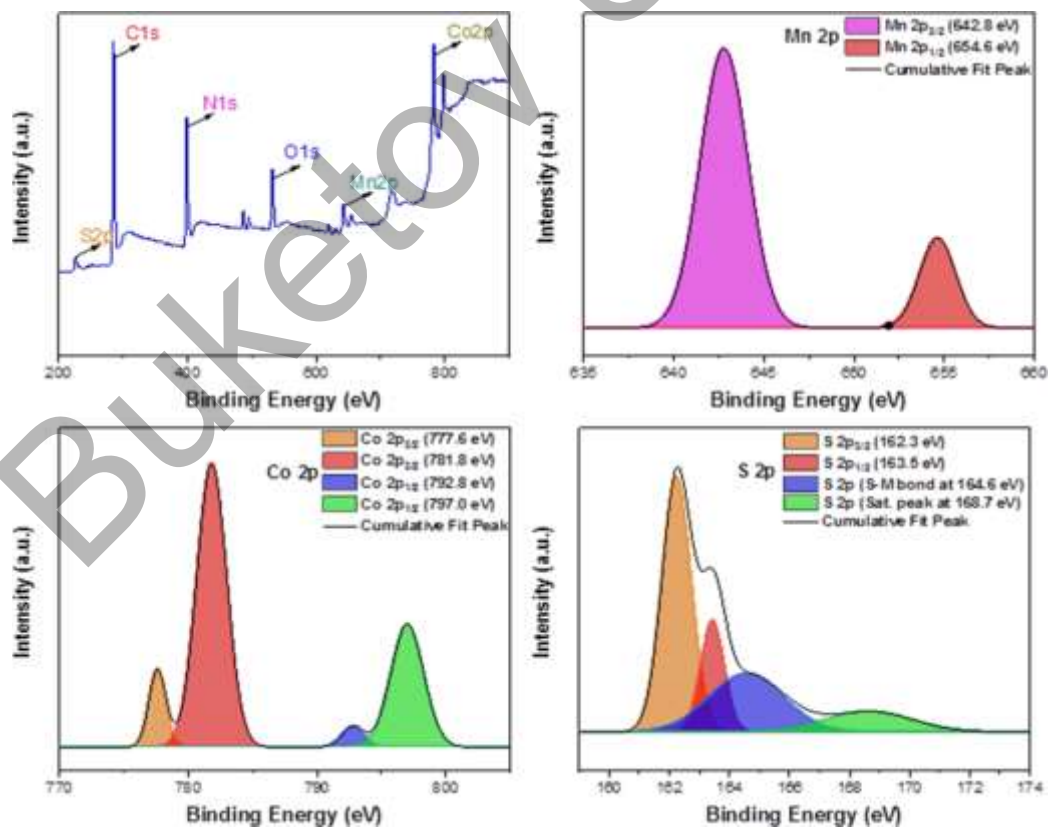 Buketov
C1s
N1s
O1s
S2p
Mn2p
Co2p
Intensity (a.u.)
200 400 600 800
Binding Energy (eV)
Mn 2p
Mn 2p3/2 (642.8 eV)
Mn 2p1/2 (654.6 eV)
Cumulative Fit Peak
Intensity (a.u.)
635 640 645 650 655 660
Binding Energy (eV)
Co 2p
Co 2p3/2 (777.6 eV)
Co 2p3/2 (781.8 eV)
Co 2p1/2 (792.8 eV)
Co 2p1/2 (797.0 eV)
Cumulative Fit Peak
Intensity (a.u.)
770 780 790 800
Binding Energy (eV)
S 2p
S 2p3/2 (162.3 eV)
S 2p1/2 (163.5 eV)
S 2p (S-M bond at 164.6 eV)
S 2p (Sat. peak at 168.7 eV)
Cumulative Fit Peak
Intensity (a.u.)
160 162 164 166 168 170 172 174
Binding Energy (eV)